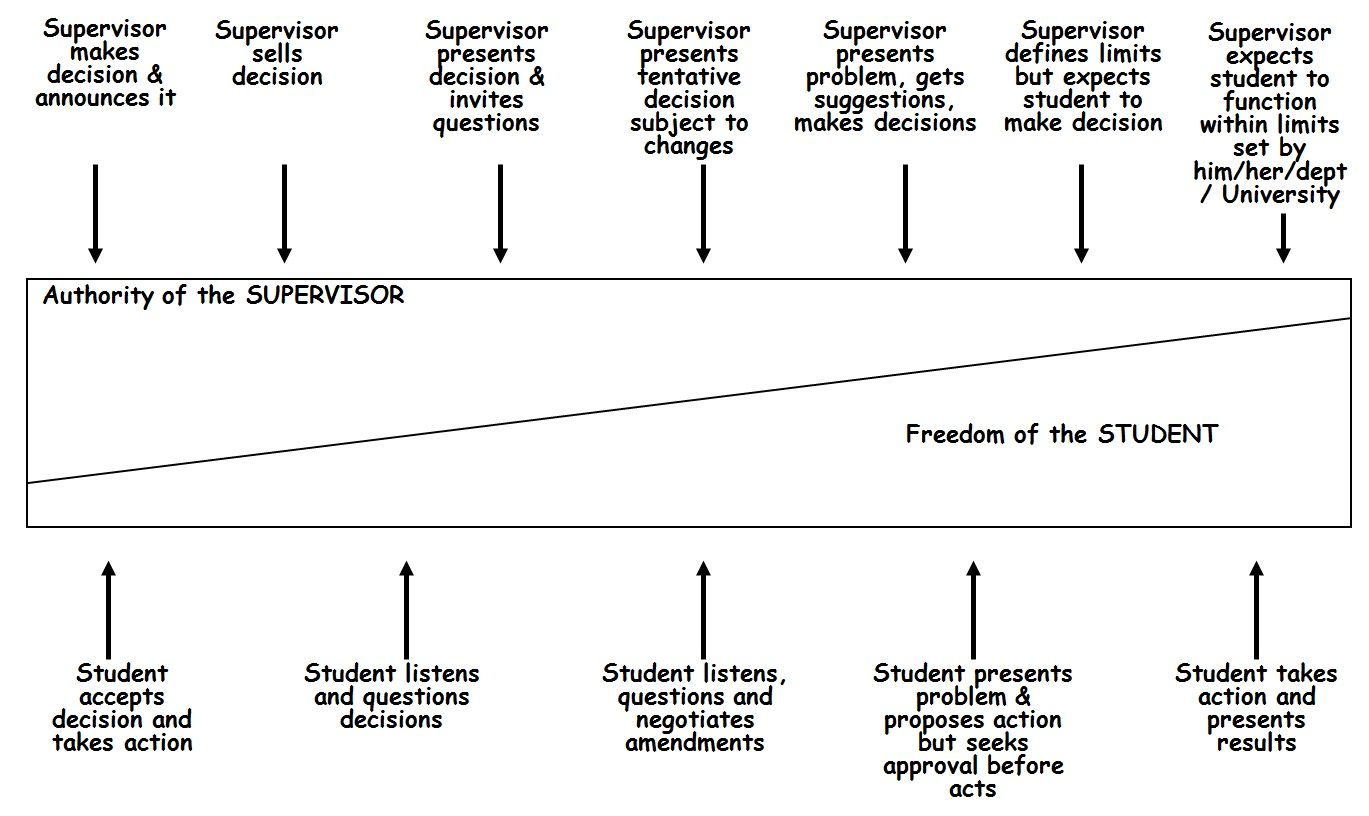 Supervisor
makes
decision &
announces it
Supervisor
sells
decision
Supervisor
presents
decision &
invites
questions
Supervisor
presents
tentative
decision
subject to
changes
Supervisor
presents
problem, gets
suggestions,
makes decisions
Supervisor
defines limits
but expects
student to
make decision
Supervisor
expects
student to
function
within limits
set by
him/her/dept
/ University
Authority of the SUPERVISOR
Freedom of the STUDENT
Student
accepts
decision and
takes action
Student listens
and questions
decisions
Student listens,
questions and
negotiates
amendments
Student presents
problem &
proposes action
but seeks
approval before
acts
Student takes
action and
presents
results